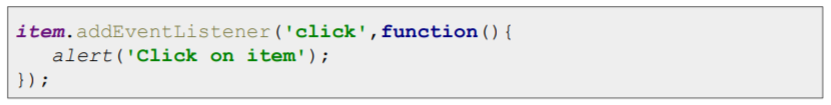 item.addEventListener('click',function(){
   alert('Click on item');
});